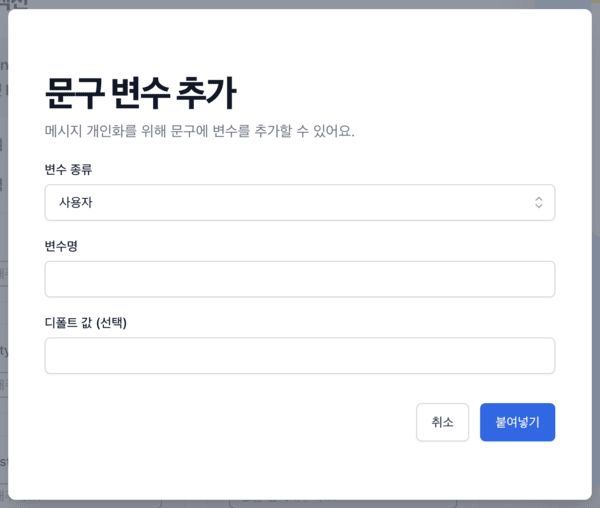 문구 변수 추가
메시지 개인화를 위해 문구에 변수를 추가할 수 있어요.
변수 종류
사용자
변수명
디폴트 값 (선택)
취소
붙여넣기